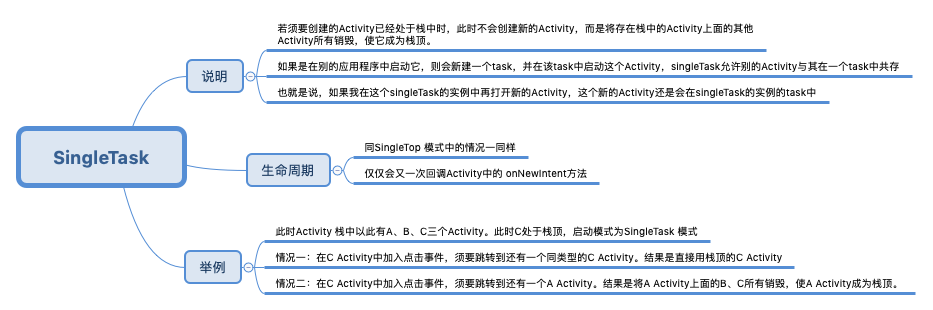 SingleTask
说明
若须要创建的Activity已经处于栈中时，此时不会创建新的Activity，而是将存在栈中的Activity上面的其他
Activity所有销毁，使它成为栈顶。
如果是在别的应用程序中启动它，则会新建一个task，并在该task中启动这个Activity，singleTask允许别的Activity与其在一个task中共存
也就是说，如果我在这个singleTask的实例中再打开新的Activity，这个新的Activity还是会在singleTask的实例的task中
生命周期
同SingleTop 模式中的情况一同样
仅仅会又一次回调Activity中的 onNewIntent方法
举例
此时Activity 栈中以此有A、B、C三个Activity。此时C处于栈顶，启动模式为SingleTask 模式
情况一：在C Activity中加入点击事件，须要跳转到还有一个同类型的C Activity。结果是直接用栈顶的C Activity
情况二：在C Activity中加入点击事件，须要跳转到还有一个A Activity。结果是将A Activity上面的B、C所有销毁，使A Activity成为栈顶。